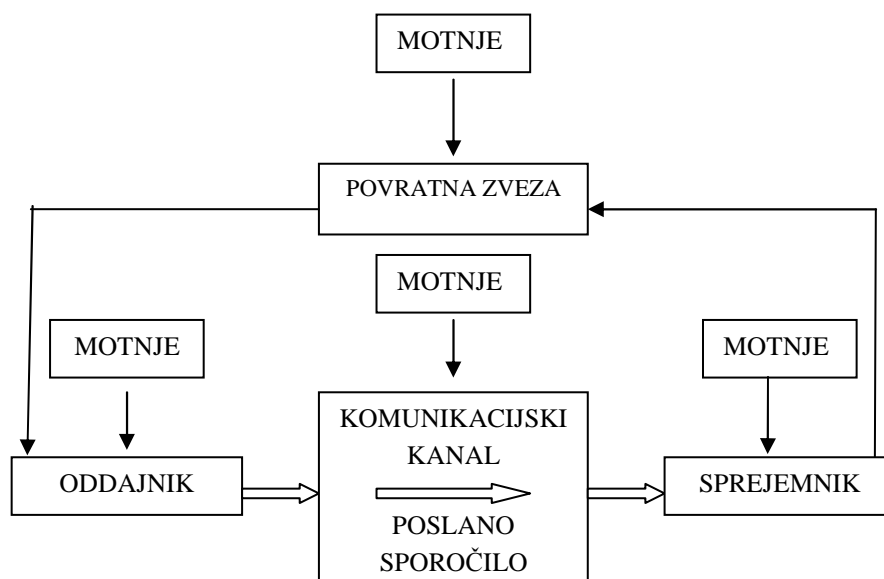 MOTNJE
POVRATNA ZVEZA
MOTNJE
MOTNJE
MOTNJE
KOMUNIKACIJSKI
KANAL
ODDAJNIK
SPREJEMNIK
POSLANO
SPOROČILO